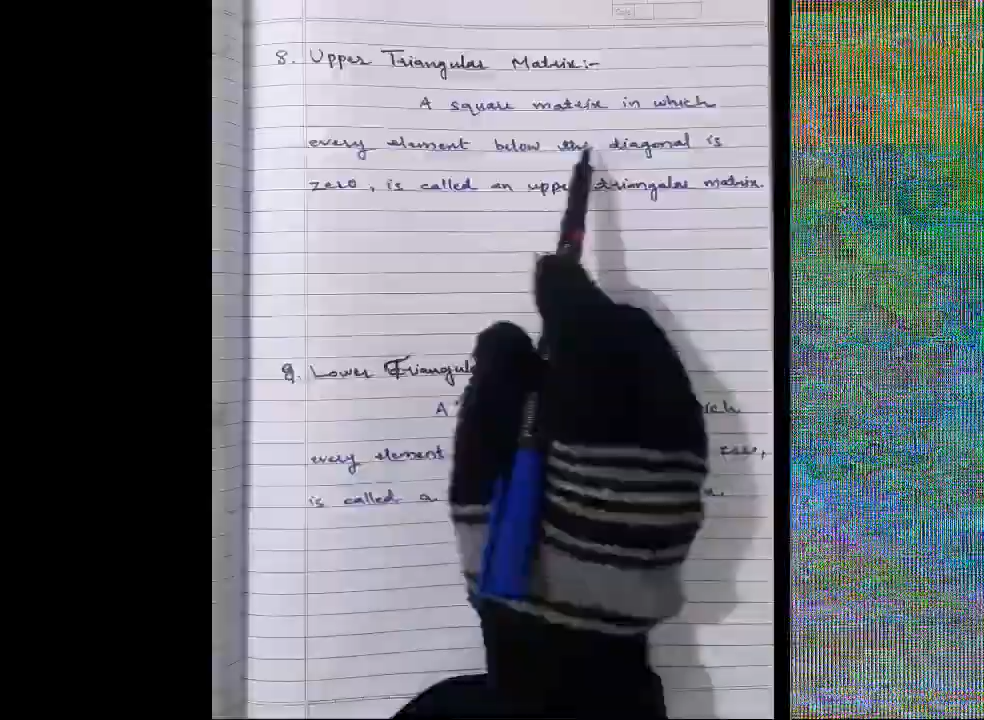 8. Upper Triangular Matrix:-
A square matrix in which
every element below the diagonal is
zero, is called an upper triangular matrix.
9. Lower Triangul
A
every element zero,
is called a